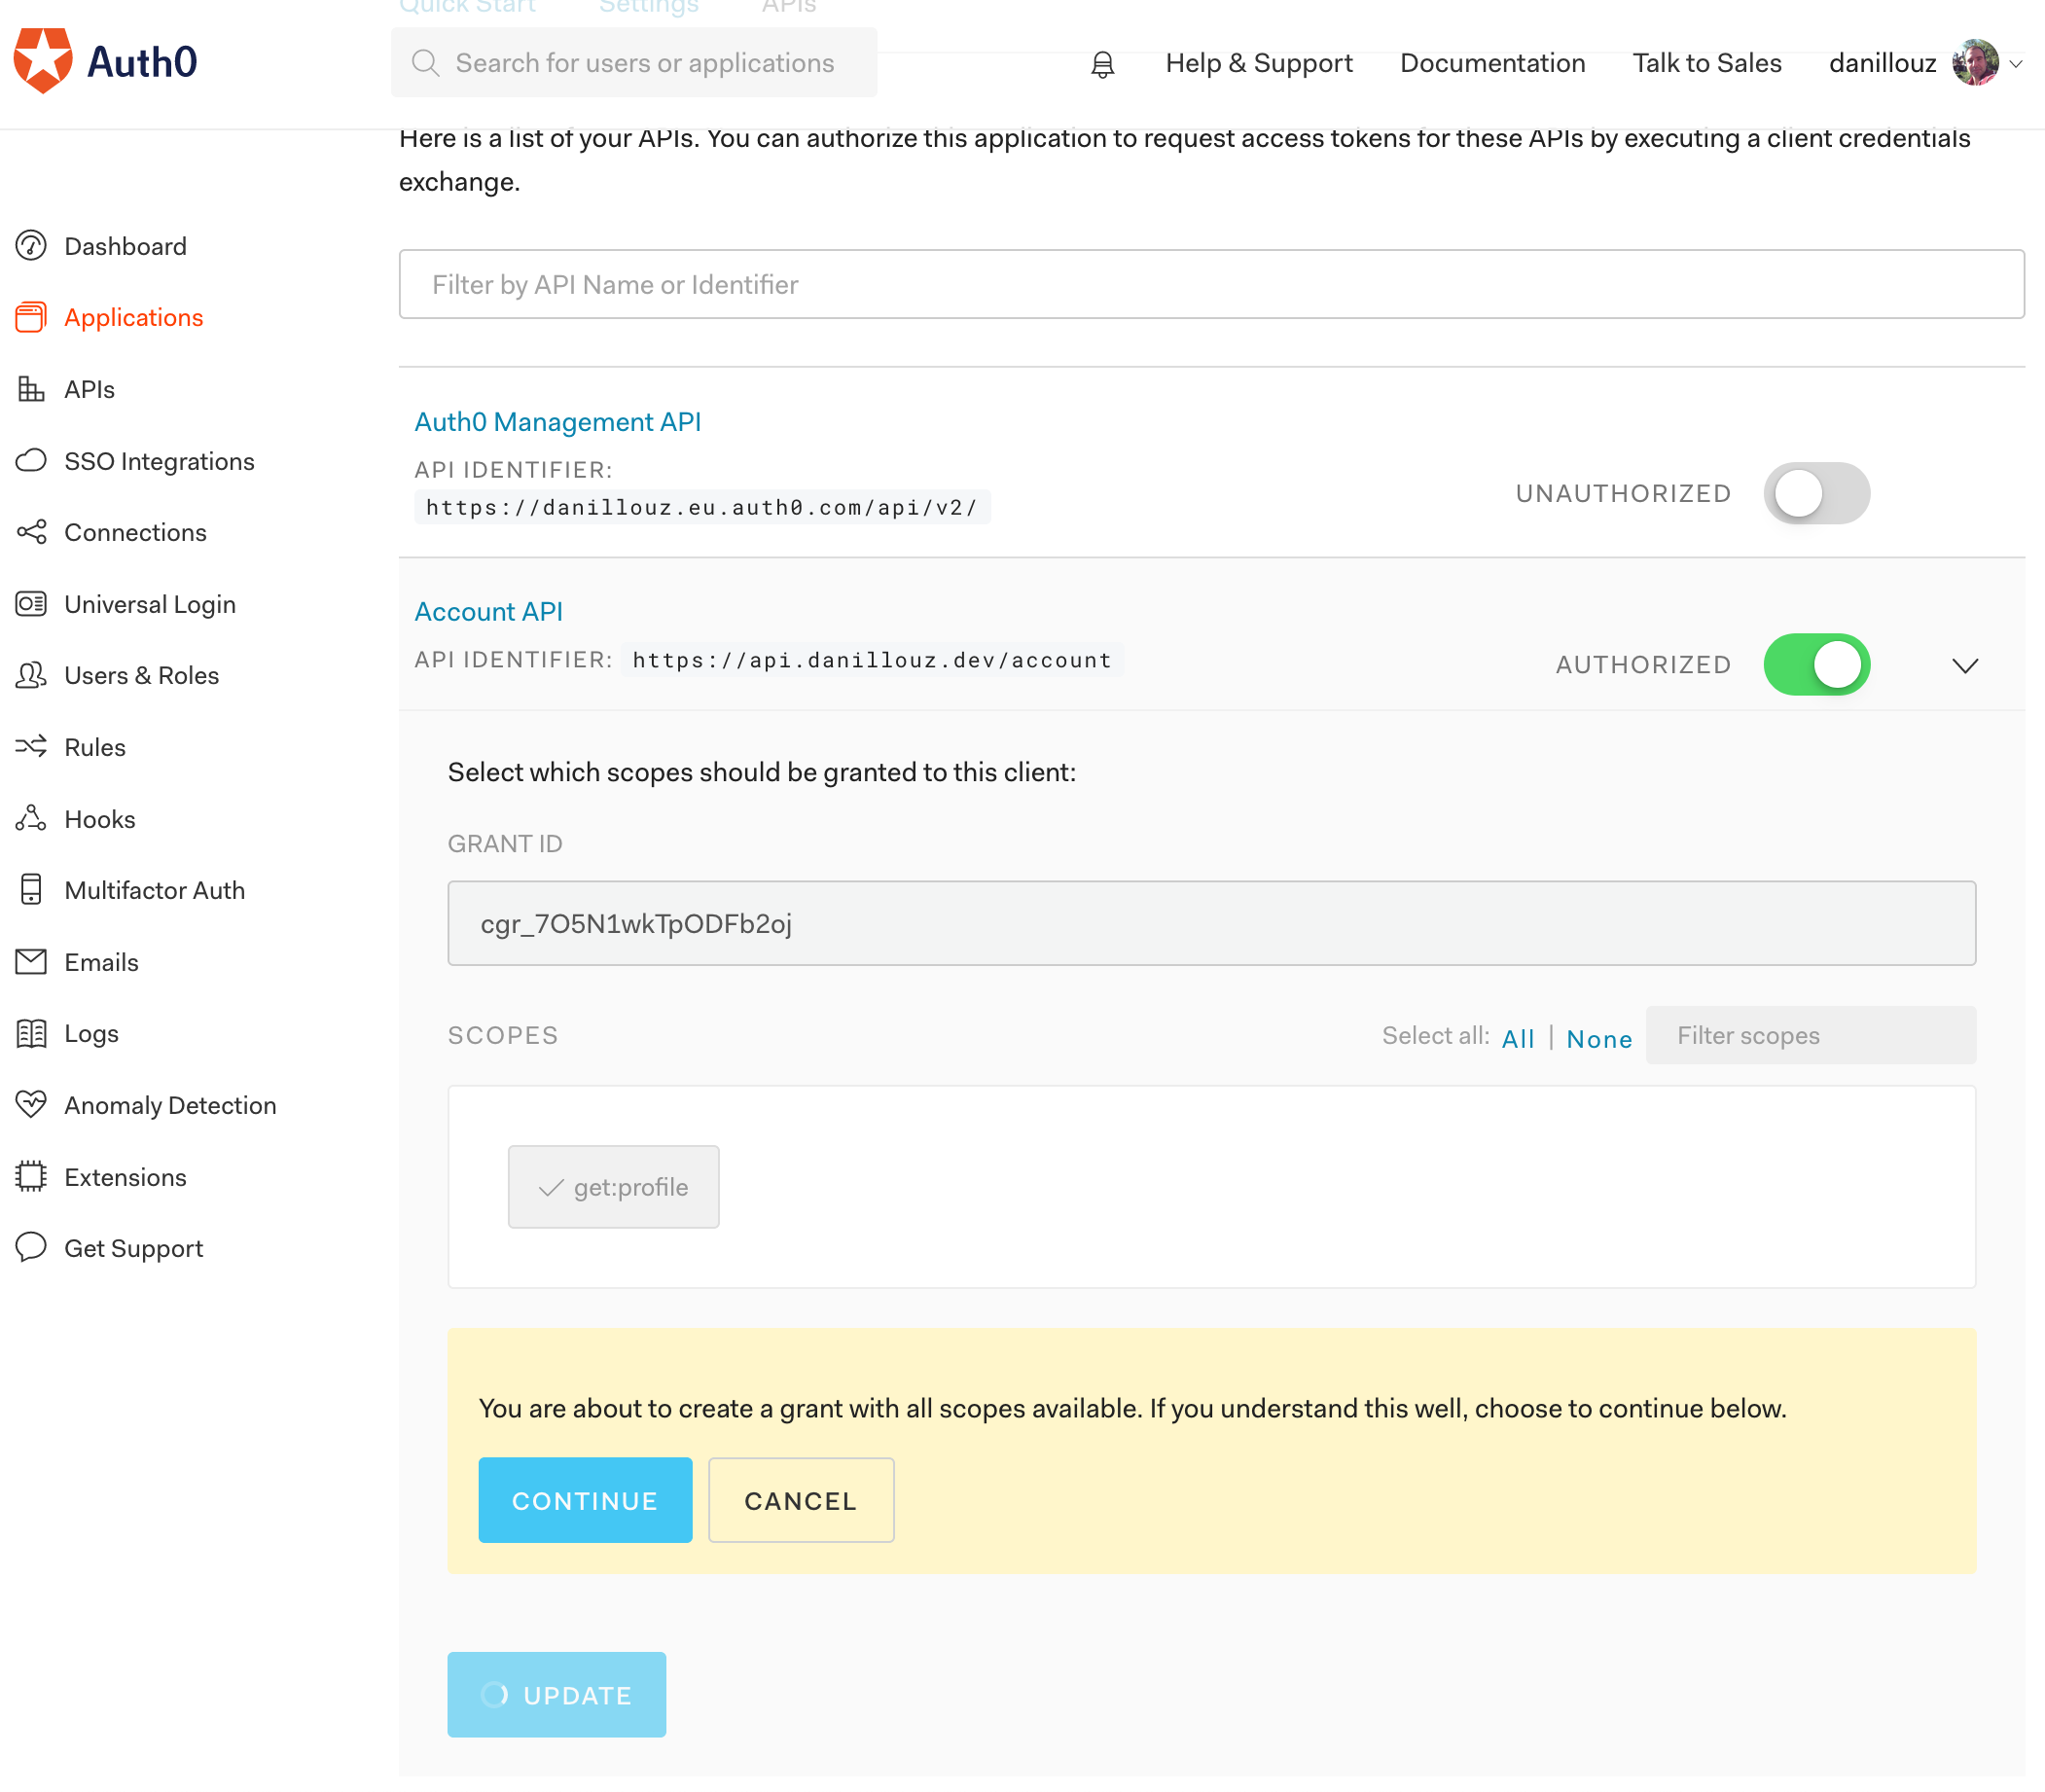 Quick Start Settings APIs
Auth0
Search for users or applications
Help & Support
Documentation
Talk to Sales
danillouz
Here is a list of your APIs. You can authorize this application to request access tokens for these APIs by executing a client credentials
exchange.
Dashboard
Applications
APIs
SSO Integrations
Connections
Universal Login
Users & Roles
Rules
Hooks
Multifactor Auth
Emails
Logs
Anomaly Detection
Extensions
Get Support
Filter by API Name or Identifier
Auth0 Management API
API IDENTIFIER:
https://danillouz.eu.auth0.com/api/v2/
UNAUTHORIZED
Account API
API IDENTIFIER: https://api.danillouz.dev/account
AUTHORIZED
Select which scopes should be granted to this client:
GRANT ID
cgr_7O5N1wkTpODFb2oj
SCOPES
Select all: All | None
Filter scopes
get:profile
You are about to create a grant with all scopes available. If you understand this well, choose to continue below.
CONTINUE
CANCEL
UPDATE